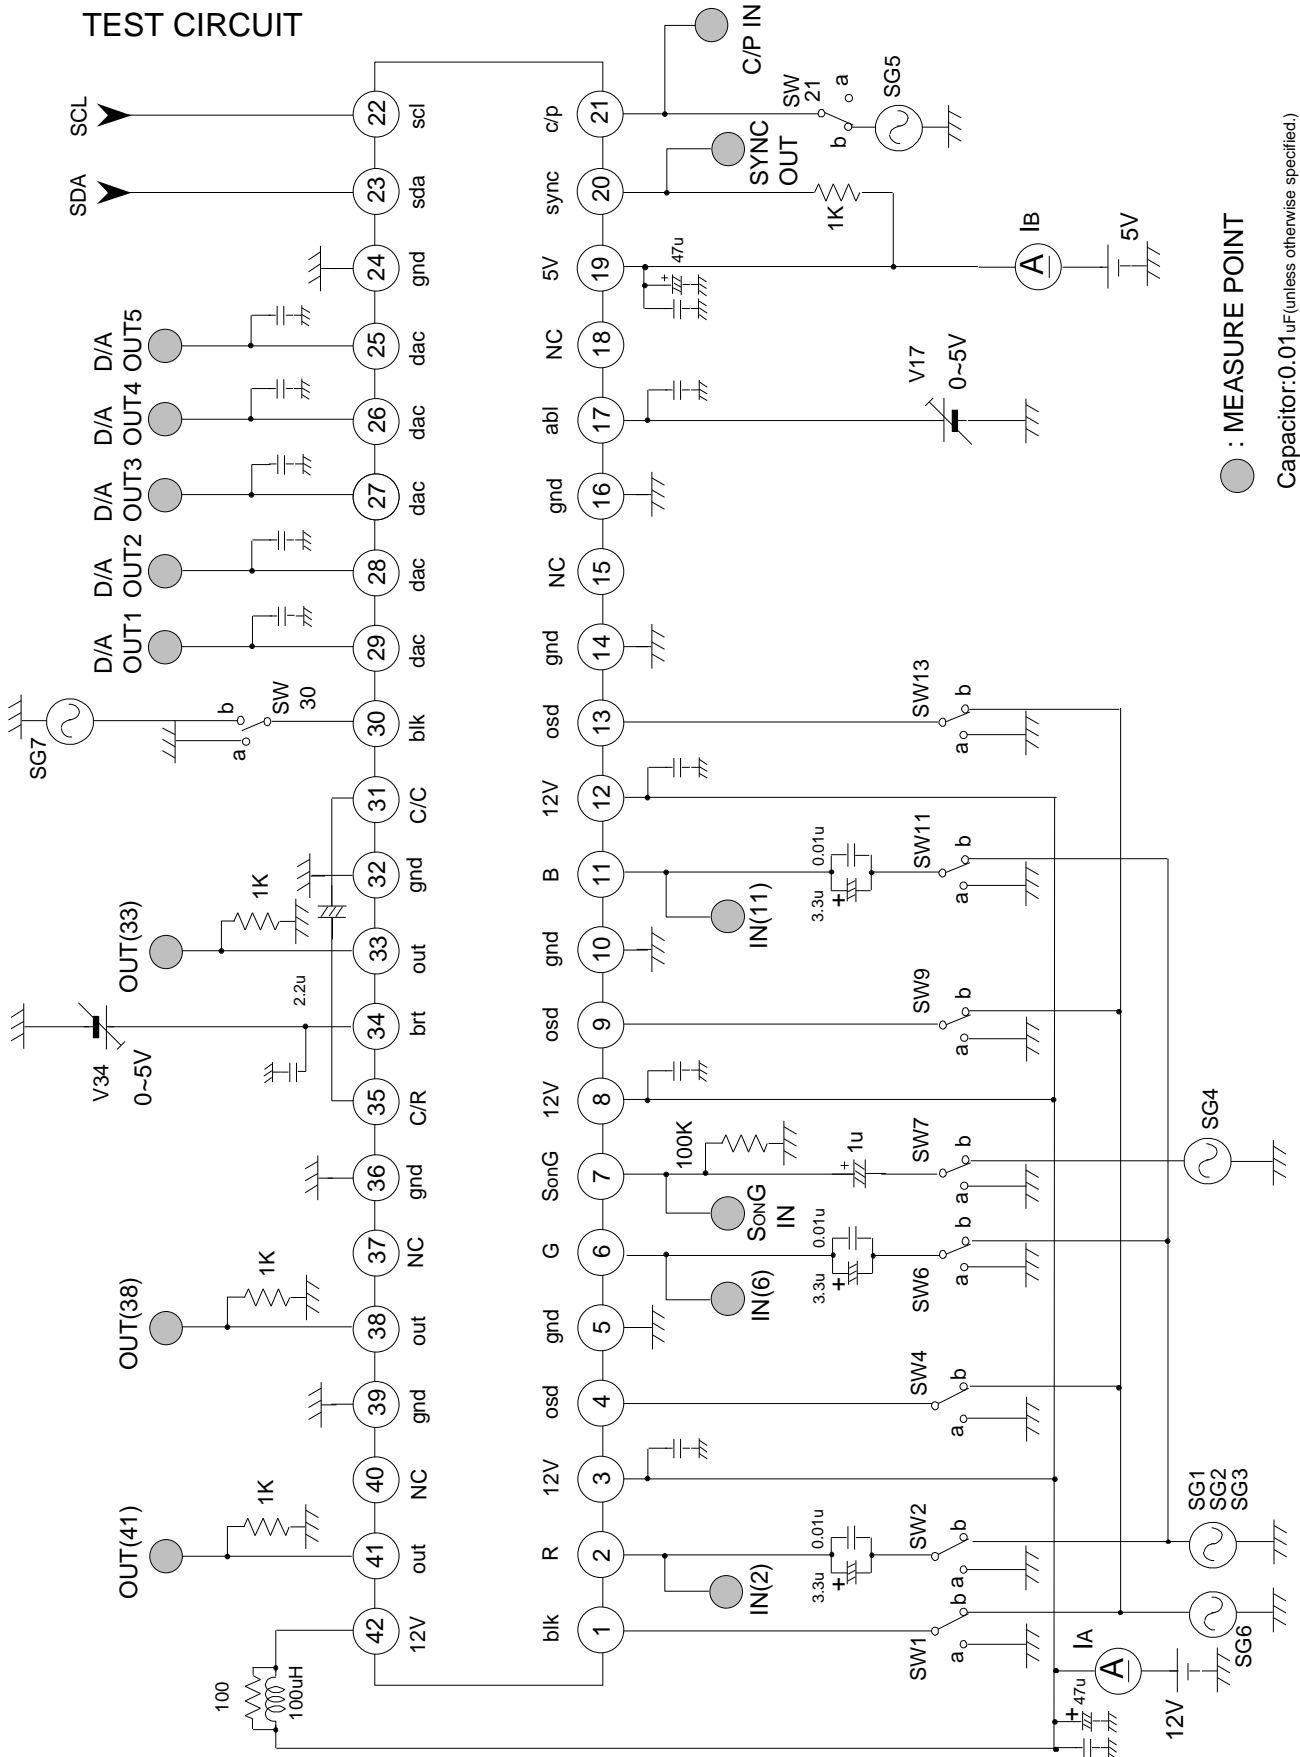 TEST CIRCUIT
SCL
SDA
22
scl
23
sda
24
gnd
D/A
OUT5
25
dac
D/A
OUT4
26
dac
D/A
OUT3
27
dac
D/A
OUT2
28
dac
D/A
OUT1
29
dac
SG7
a
b
SW
30
30
blk
31
C/C
32
gnd
OUT(33)
1K
33
out
V34
0~5V
2.2u
34
brt
35
C/R
36
gnd
37
NC
OUT(38)
1K
38
out
39
gnd
40
NC
OUT(41)
1K
41
out
100
100uH
42
12V
c/p
21
C/P IN
SW
21
a
b
SG5
sync
20
SYNC
OUT
1K
5V
19
+
47u
A
IB
5V
NC
18
abl
17
V17
0~5V
gnd
16
NC
15
gnd
14
osd
13
SW13
a
b
12V
12
B
11
IN(11)
3.3u
+
0.01u
SW11
a
b
gnd
10
osd
9
SW9
a
b
12V
8
SonG
7
100K
SONG
IN
+
1u
SW7
a
b
SG4
G
6
IN(6)
3.3u
+
0.01u
SW6
a
b
gnd
5
osd
4
SW4
a
b
12V
3
R
2
IN(2)
3.3u
+
0.01u
SW2
a
b
SG1
SG2
SG3
blk
1
SW1
a
b
SG6
IA
A
+
47u
12V
: MEASURE POINT
Capacitor:0.01uF(unless otherwise specified.)